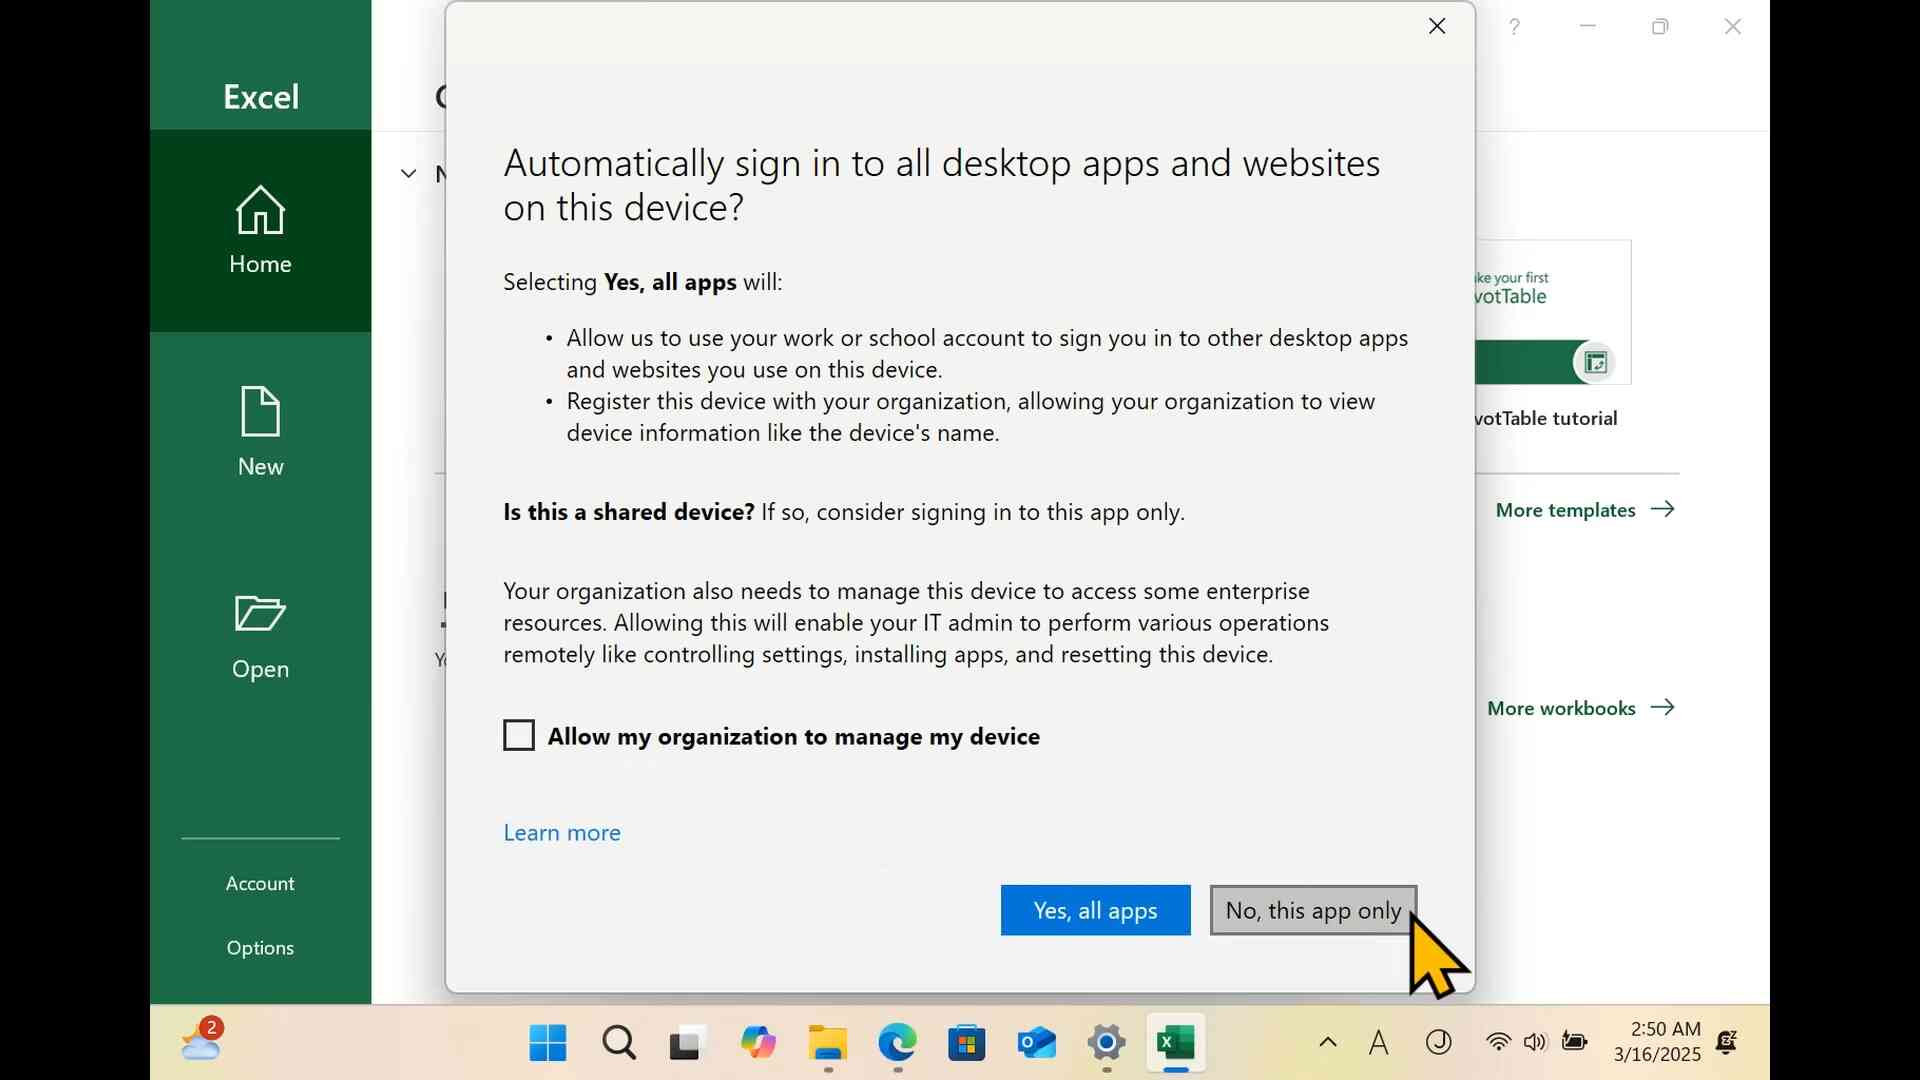 Excel
Home
New
Open
Account
Options
Automatically sign in to all desktop apps and websites
on this device?
Selecting Yes, all apps will:
• Allow us to use your work or school account to sign you in to other desktop apps
and websites you use on this device.
• Register this device with your organization, allowing your organization to view
device information like the device's name.
Is this a shared device? If so, consider signing in to this app only.
Your organization also needs to manage this device to access some enterprise
resources. Allowing this will enable your IT admin to perform various operations
remotely like controlling settings, installing apps, and resetting this device.
Allow my organization to manage my device
Learn more
Yes, all apps
No, this app only
ke your first
votTable
votTable tutorial
More templates
More workbooks
2
2:50 AM
3/16/2025